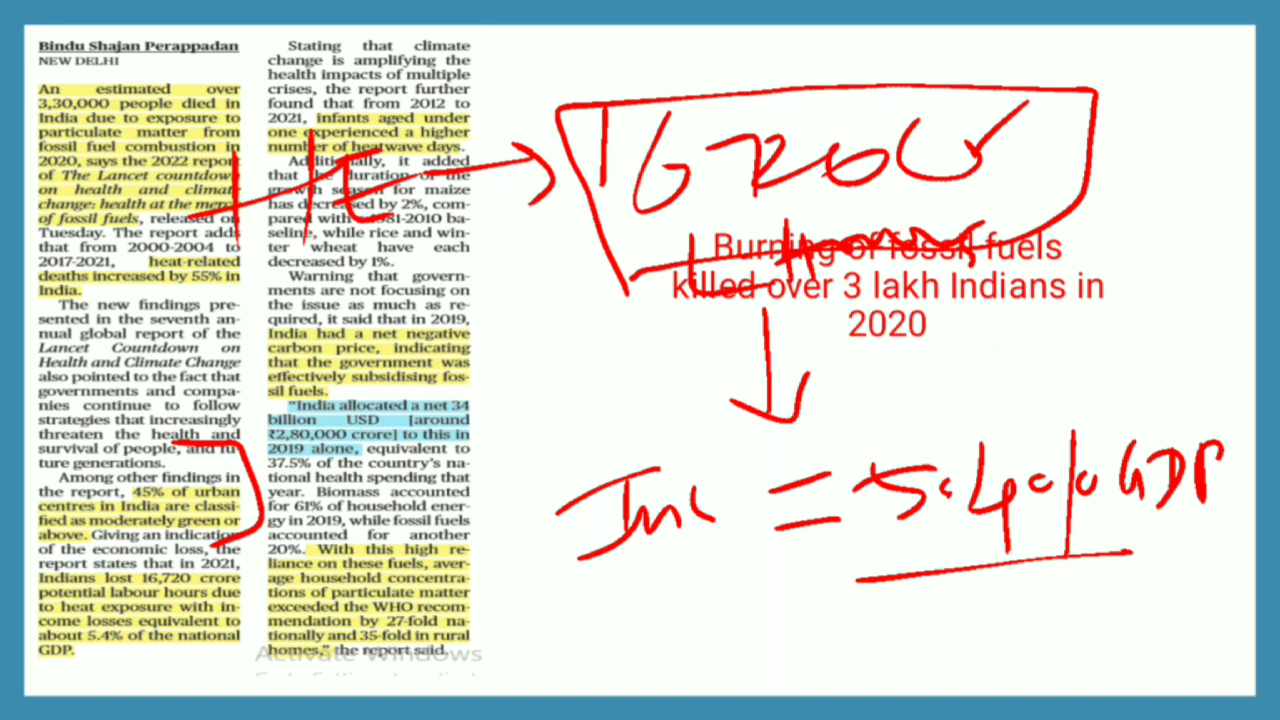 Bindu Shajan Perappadan
NEW DELHI
An estimated over
3,30,000 people died in
India due to exposure to
particulate matter from
fossil fuel combustion in
2020, says the 2022 report
of The Lancet countdown
on health and climate
change: health at the mercy
of fossil fuels, released on
Tuesday. The report adds
that from 2000-2004 to
2017-2021, heat-related
deaths increased by 55% in
India.
The new findings pre-
sented in the seventh an-
nual global report of the
Lancet Countdown on
Health and Climate Change
also pointed to the fact that
governments and compa-
nies continue to follow
strategies that increasingly
threaten the health and
survival of people, and fu-
ture generations.
Among other findings in
the report, 45% of urban
centres in India are classi-
fied as moderately green or
above. Giving an indication
of the economic loss, the
report states that in 2021,
Indians lost 16,720 crore
potential labour hours due
to heat exposure with in-
come losses equivalent to
about 5.4% of the national
GDP.
Stating that climate
change is amplifying the
health impacts of multiple
crises, the report further
found that from 2012 to
2021, infants aged under
one experienced a higher
number of heatwave days.
Additionally, it added
that the duration of the
growth season for maize
has decreased by 2%, com-
pared with a 1981-2010 ba-
seline, while rice and win-
ter wheat have each
decreased by 1%.
Warning that govern-
ments are not focusing on
the issue as much as re-
quired, it said that in 2019,
India had a net negative
carbon price, indicating
that the government was
effectively subsidising fos-
sil fuels.
"India allocated a net 34
billion USD [around
₹2,80,000 crore] to this in
2019 alone, equivalent to
37.5% of the country's na-
tional health spending that
year. Biomass accounted
for 61% of household ener-
gy in 2019, while fossil fuels
accounted for another
20%. With this high re-
liance on these fuels, aver-
age household concentra-
tions of particulate matter
exceeded the WHO recom-
mendation by 27-fold na-
tionally and 35-fold in rural
homes," the report said.
Activate Windows
HE
16720 Cr
L Hours
Burning of fossil fuels
killed over 3 lakh Indians in
2020
Inc = 5.4% GDP